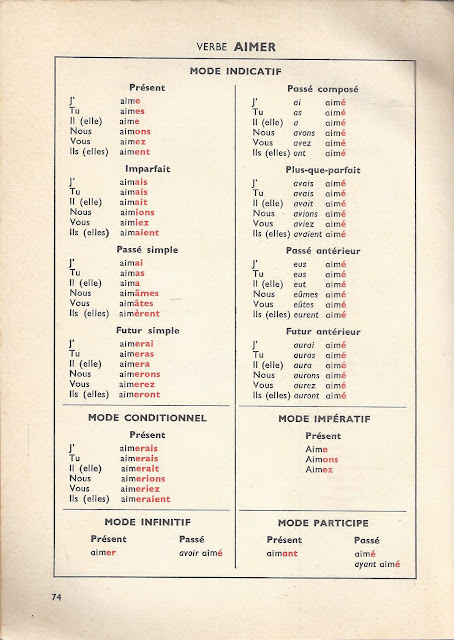 VERBE AIMER
MODE INDICATIF
Présent
J' aime
Tu aimes
Il (elle) aime
Nous aimons
Vous aimez
Ils (elles) aiment
Imparfait
J' aimais
Tu aimais
Il (elle) aimait
Nous aimions
Vous aimiez
Ils (elles) aimaient
Passé simple
J' aimai
Tu aimas
Il (elle) aima
Nous aimâmes
Vous aimâtes
Ils (elles) aimèrent
Futur simple
J' aimerai
Tu aimeras
Il (elle) aimera
Nous aimerons
Vous aimerez
Ils (elles) aimeront
Passé composé
J' ai aimé
Tu as aimé
Il (elle) a aimé
Nous avons aimé
Vous avez aimé
Ils (elles) ont aimé
Plus-que-parfait
J' avais aimé
Tu avais aimé
Il (elle) avait aimé
Nous avions aimé
Vous aviez aimé
Ils (elles) avaient aimé
Passé antérieur
J' eus aimé
Tu eus aimé
Il (elle) eut aimé
Nous eûmes aimé
Vous eûtes aimé
Ils (elles) eurent aimé
Futur antérieur
J' aurai aimé
Tu auras aimé
Il (elle) aura aimé
Nous aurons aimé
Vous aurez aimé
Ils (elles) auront aimé
MODE CONDITIONNEL
Présent
J' aimerais
Tu aimerais
Il (elle) aimerait
Nous aimerions
Vous aimeriez
Ils (elles) aimeraient
MODE IMPÉRATIF
Présent
Aime
Aimons
Aimez
MODE INFINITIF
Présent Passé
aimer avoir aimé
MODE PARTICIPE
Présent Passé
aimant aimé
ayant aimé
74